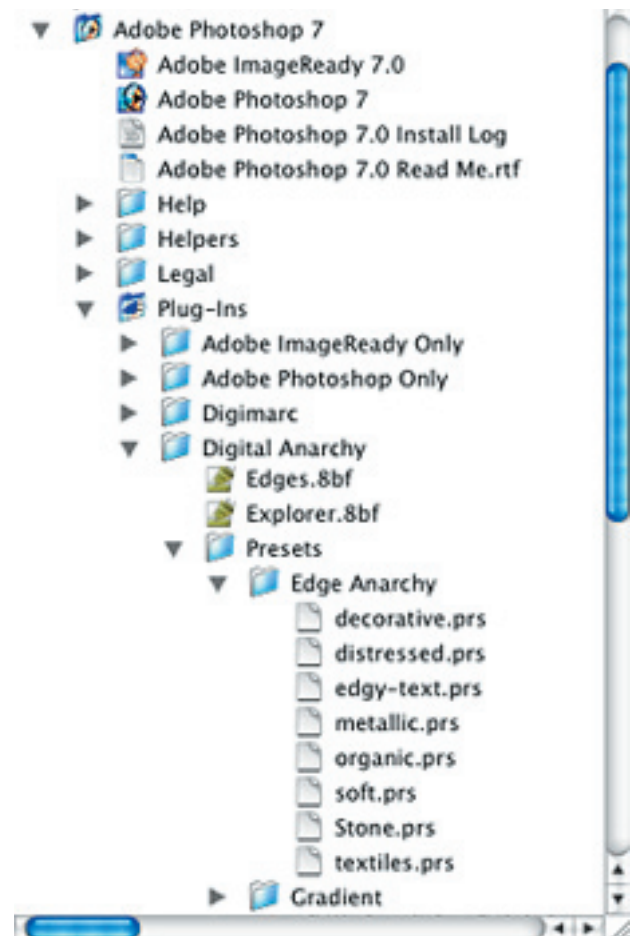 Adobe Photoshop 7
Adobe ImageReady 7.0
Adobe Photoshop 7
Adobe Photoshop 7.0 Install Log
Adobe Photoshop 7.0 Read Me.rtf
Help
Helpers
Legal
Plug-Ins
Adobe ImageReady Only
Adobe Photoshop Only
Digimarc
Digital Anarchy
Edges.8bf
Explorer.8bf
Presets
Edge Anarchy
decorative.prs
distressed.prs
edgy-text.prs
metallic.prs
organic.prs
soft.prs
Stone.prs
textiles.prs
Gradient